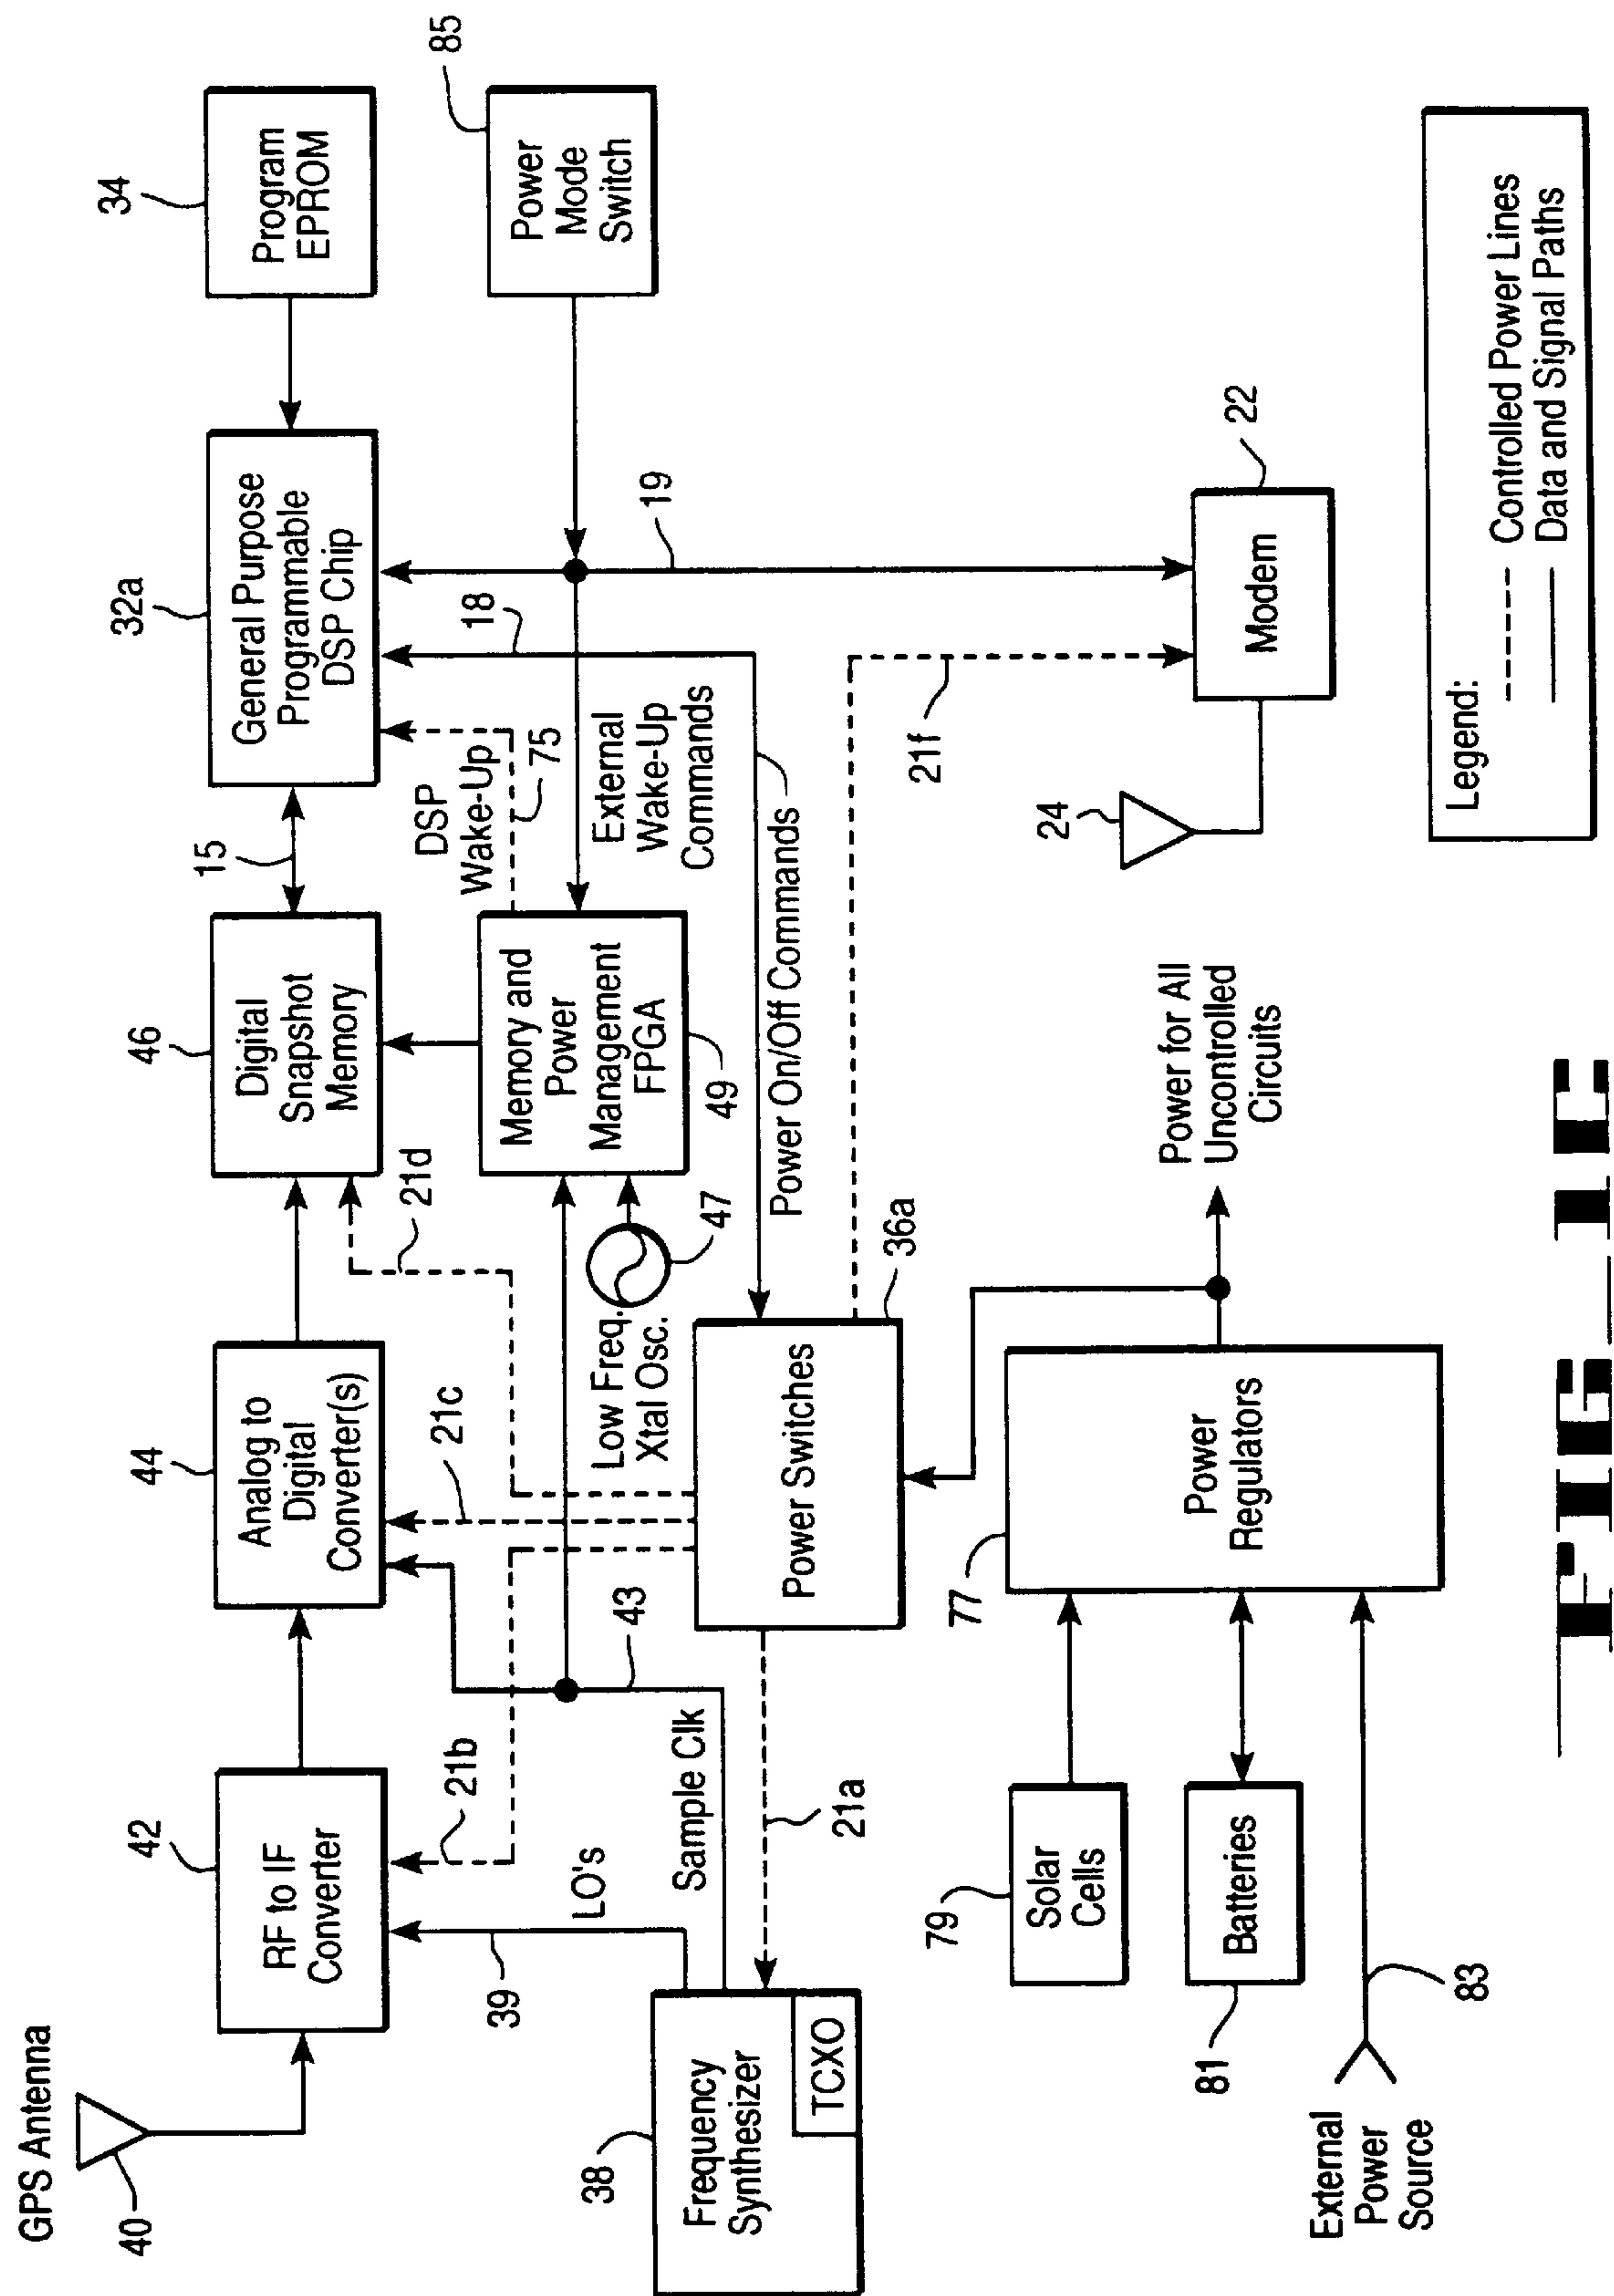 GPS Antenna
40
42
RF to IF
Converter
44
Analog to
Digital
Converter(s)
46
Digital
Snapshot
Memory
15
32a
General Purpose
Programmable
DSP Chip
34
Program
EPROM
39
LO's
21b
43
Sample Clk
21c
21d
Low Freq.
Xtal Osc.
47
Memory and
Power
Management
FPGA
49
DSP
Wake-Up
75
External
Wake-Up
Commands
18
19
Power
Mode
Switch
85
38
Frequency
Synthesizer
TCXO
21a
Power Switches
36a
Power On/Off Commands
21f
24
Modem
22
79
Solar
Cells
Batteries
81
External
Power
Source
83
77
Power
Regulators
Power for All
Uncontrolled
Circuits
Legend:
Controlled Power Lines
Data and Signal Paths
FIG_1C